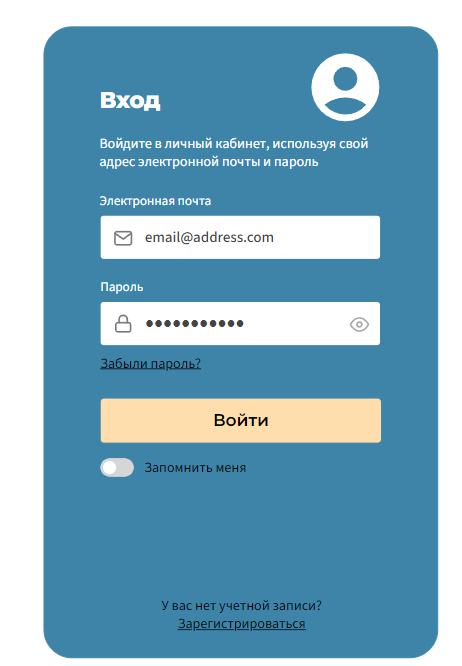 Вход
Войдите в личный кабинет, используя свой
адрес электронной почты и пароль
Электронная почта
email@address.com
Пароль
●●●●●●●●●●●
Забыли пароль?
Войти
Запомнить меня
У вас нет учетной записи?
Зарегистрироваться